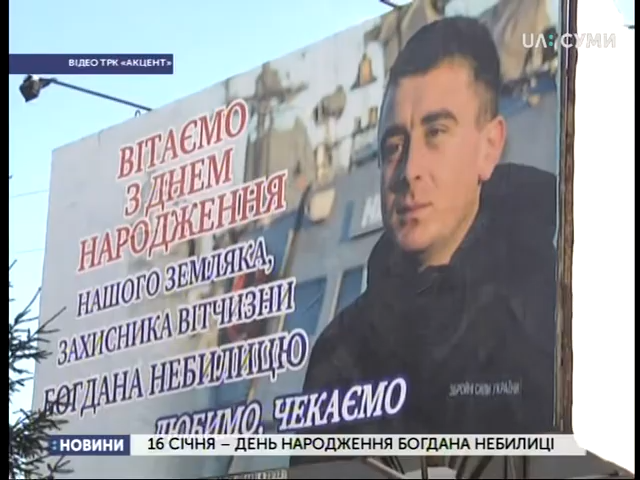 UA:СУМИ
ВІДЕО ТРК «АКЦЕНТ»
ВІТАЄМО
З ДНЕМ
НАРОДЖЕННЯ
НАШОГО ЗЕМЛЯКА,
ЗАХИСНИКА ВІТЧИЗНИ
БОГДАНА НЕБИЛИЦЮ
ЛЮБИМО, ЧЕКАЄМО
ЗБРОЙНІ СИЛИ УКРАЇНИ
:НОВИНИ
16 СІЧНЯ – ДЕНЬ НАРОДЖЕННЯ БОГДАНА НЕБИЛИЦІ